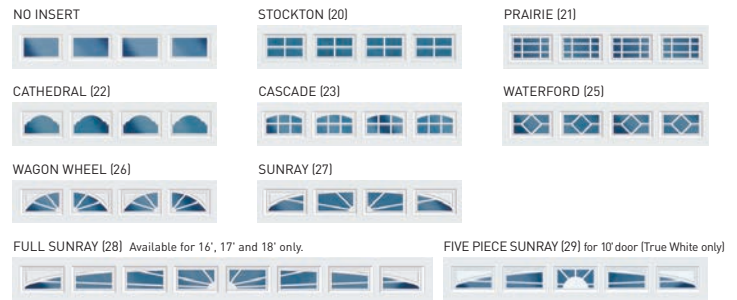 NO INSERT
STOCKTON (20)
PRAIRIE (21)
CATHEDRAL (22)
CASCADE (23)
WATERFORD (25)
WAGON WHEEL (26)
SUNRAY (27)
FULL SUNRAY (28) Available for 16', 17' and 18' only.
FIVE PIECE SUNRAY (29) for 10' door (True White only)